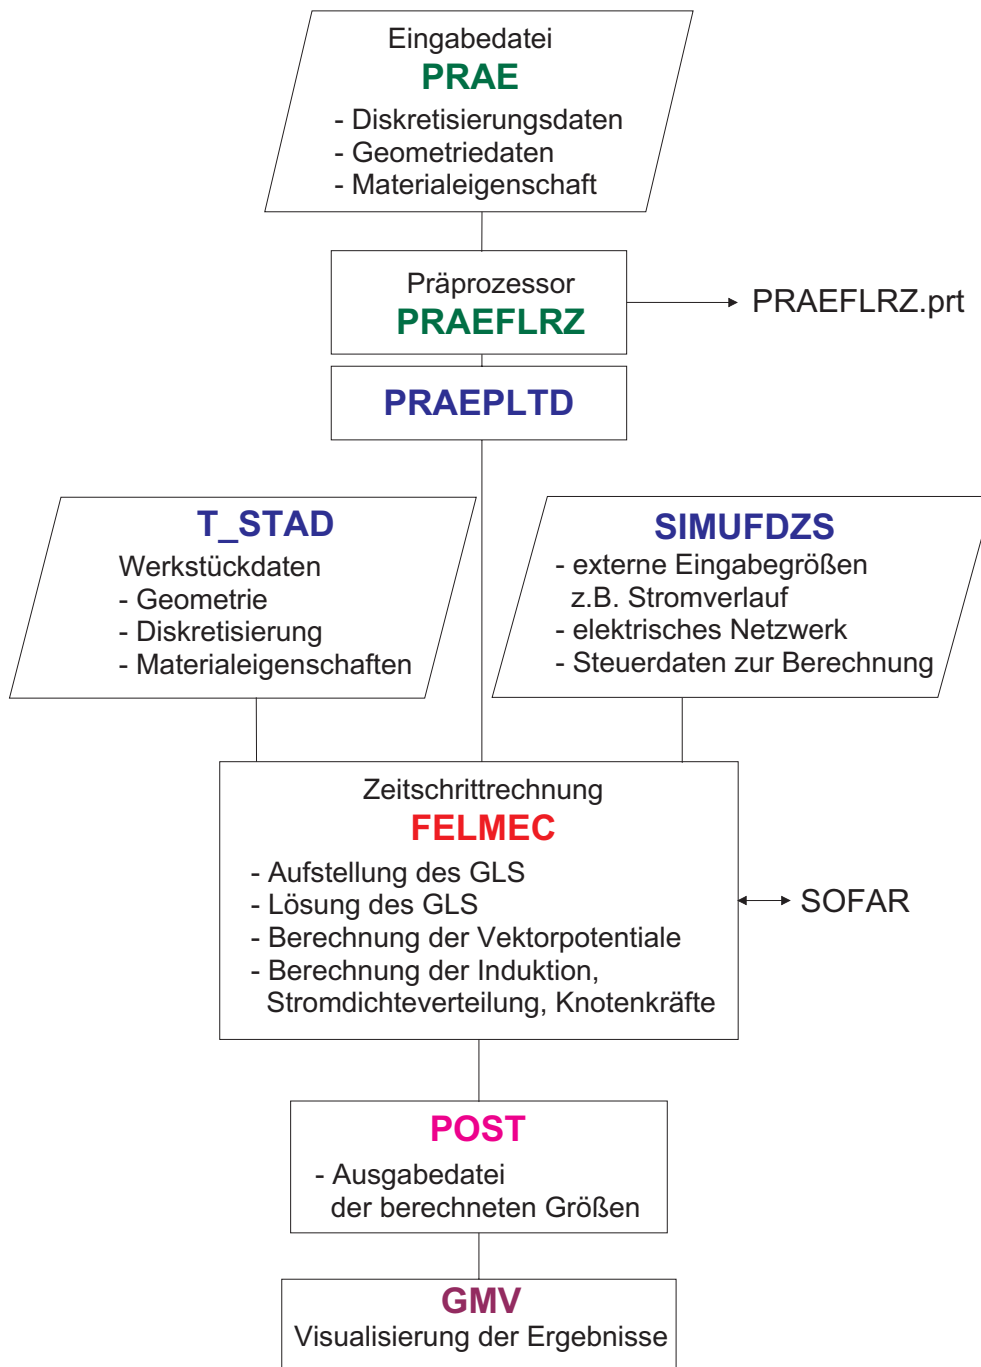 Eingabedatei
PRAE
- Diskretisierungsdaten
- Geometriedaten
- Materialeigenschaft
Präprozessor
PRAEFLRZ
PRAEFLRZ.prt
PRAEPLTD
T_STAD
Werkstückdaten
- Geometrie
- Diskretisierung
- Materialeigenschaften
SIMUFDZS
- externe Eingabegrößen
z.B. Stromverlauf
- elektrisches Netzwerk
- Steuerdaten zur Berechnung
Zeitschrittrechnung
FELMEC
- Aufstellung des GLS
- Lösung des GLS
- Berechnung der Vektorpotentiale
- Berechnung der Induktion,
Stromdichteverteilung, Knotenkräfte
SOFAR
POST
- Ausgabedatei
der berechneten Größen
GMV
Visualisierung der Ergebnisse